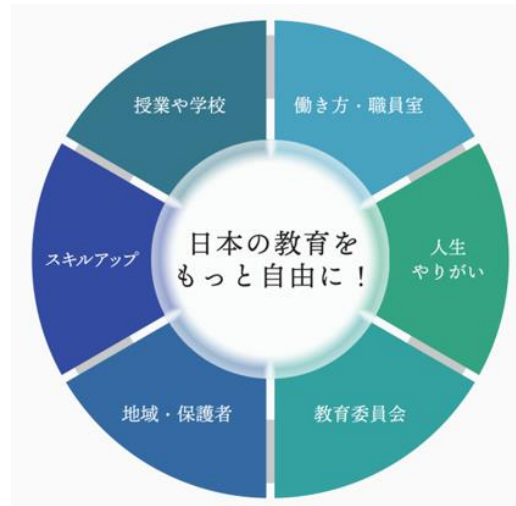 授業や学校
働き方・職員室
スキルアップ
日本の教育を
もっと自由に！
人生
やりがい
地域・保護者
教育委員会